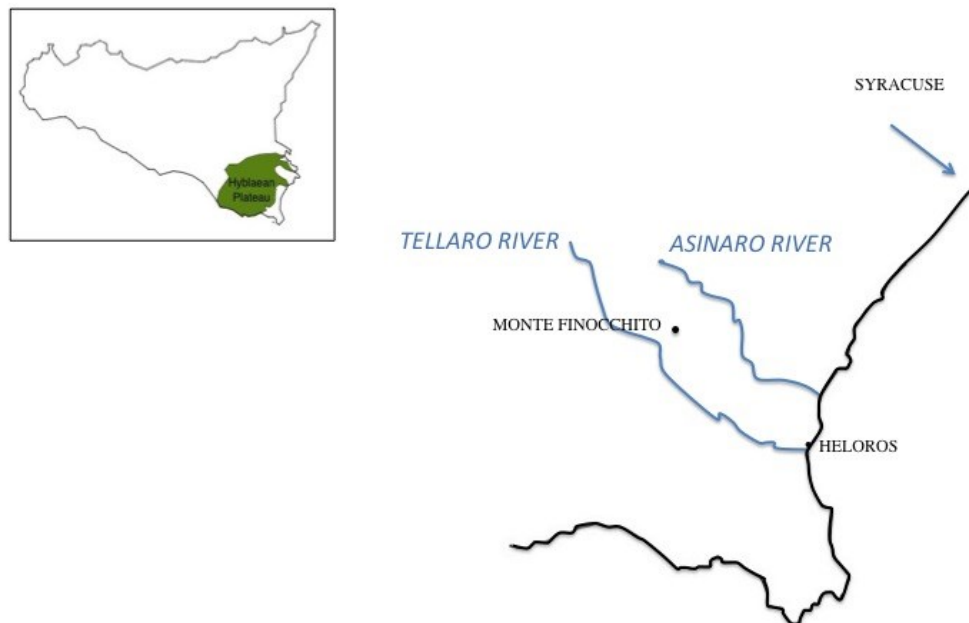 Hyblaean
Plateau
SYRACUSE
TELLARO RIVER
ASINARO RIVER
MONTE FINOCCHITO
HELOROS